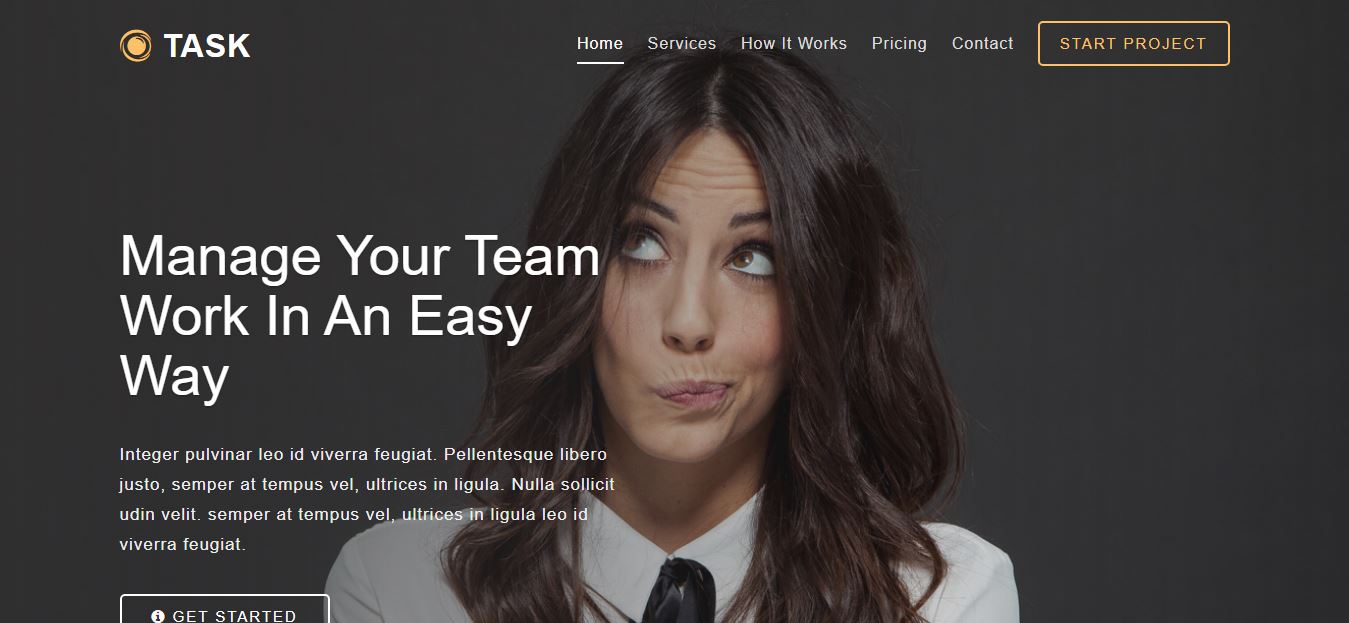 TASK
Home Services How It Works Pricing Contact START PROJECT
Manage Your Team
Work In An Easy
Way
Integer pulvinar leo id viverra feugiat. Pellentesque libero
justo, semper at tempus vel, ultrices in ligula. Nulla sollicit
udin velit. semper at tempus vel, ultrices in ligula leo id
viverra feugiat.
GET STARTED